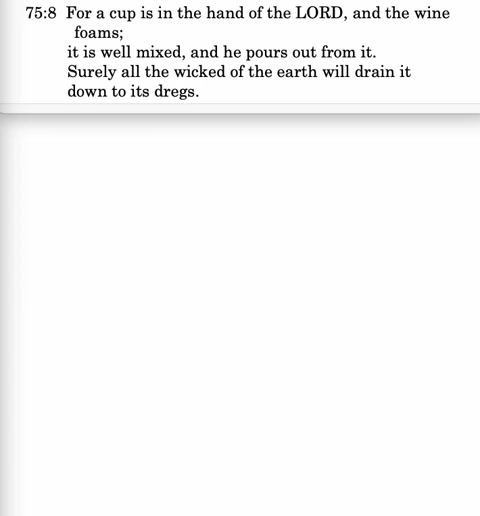 75:8 For a cup is in the hand of the LORD, and the wine
foams;
it is well mixed, and he pours out from it.
Surely all the wicked of the earth will drain it
down to its dregs.